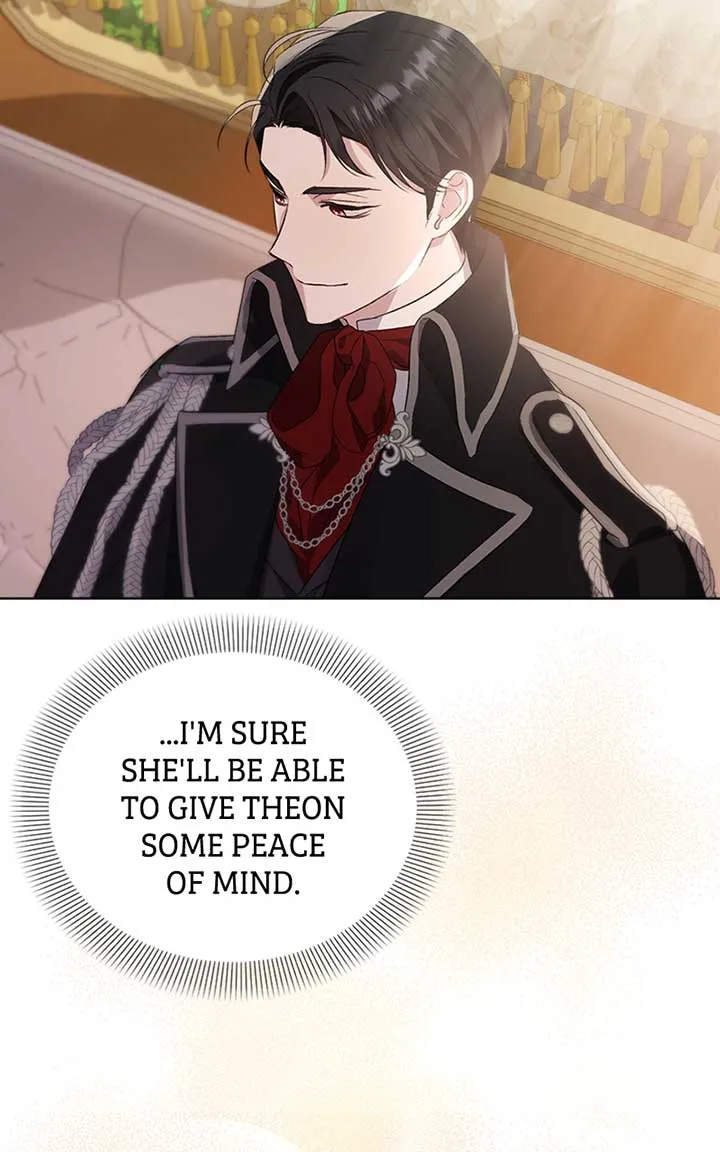 ...I'M SURE
SHE'LL BE ABLE
TO GIVE THEON
SOME PEACE
OF MIND.